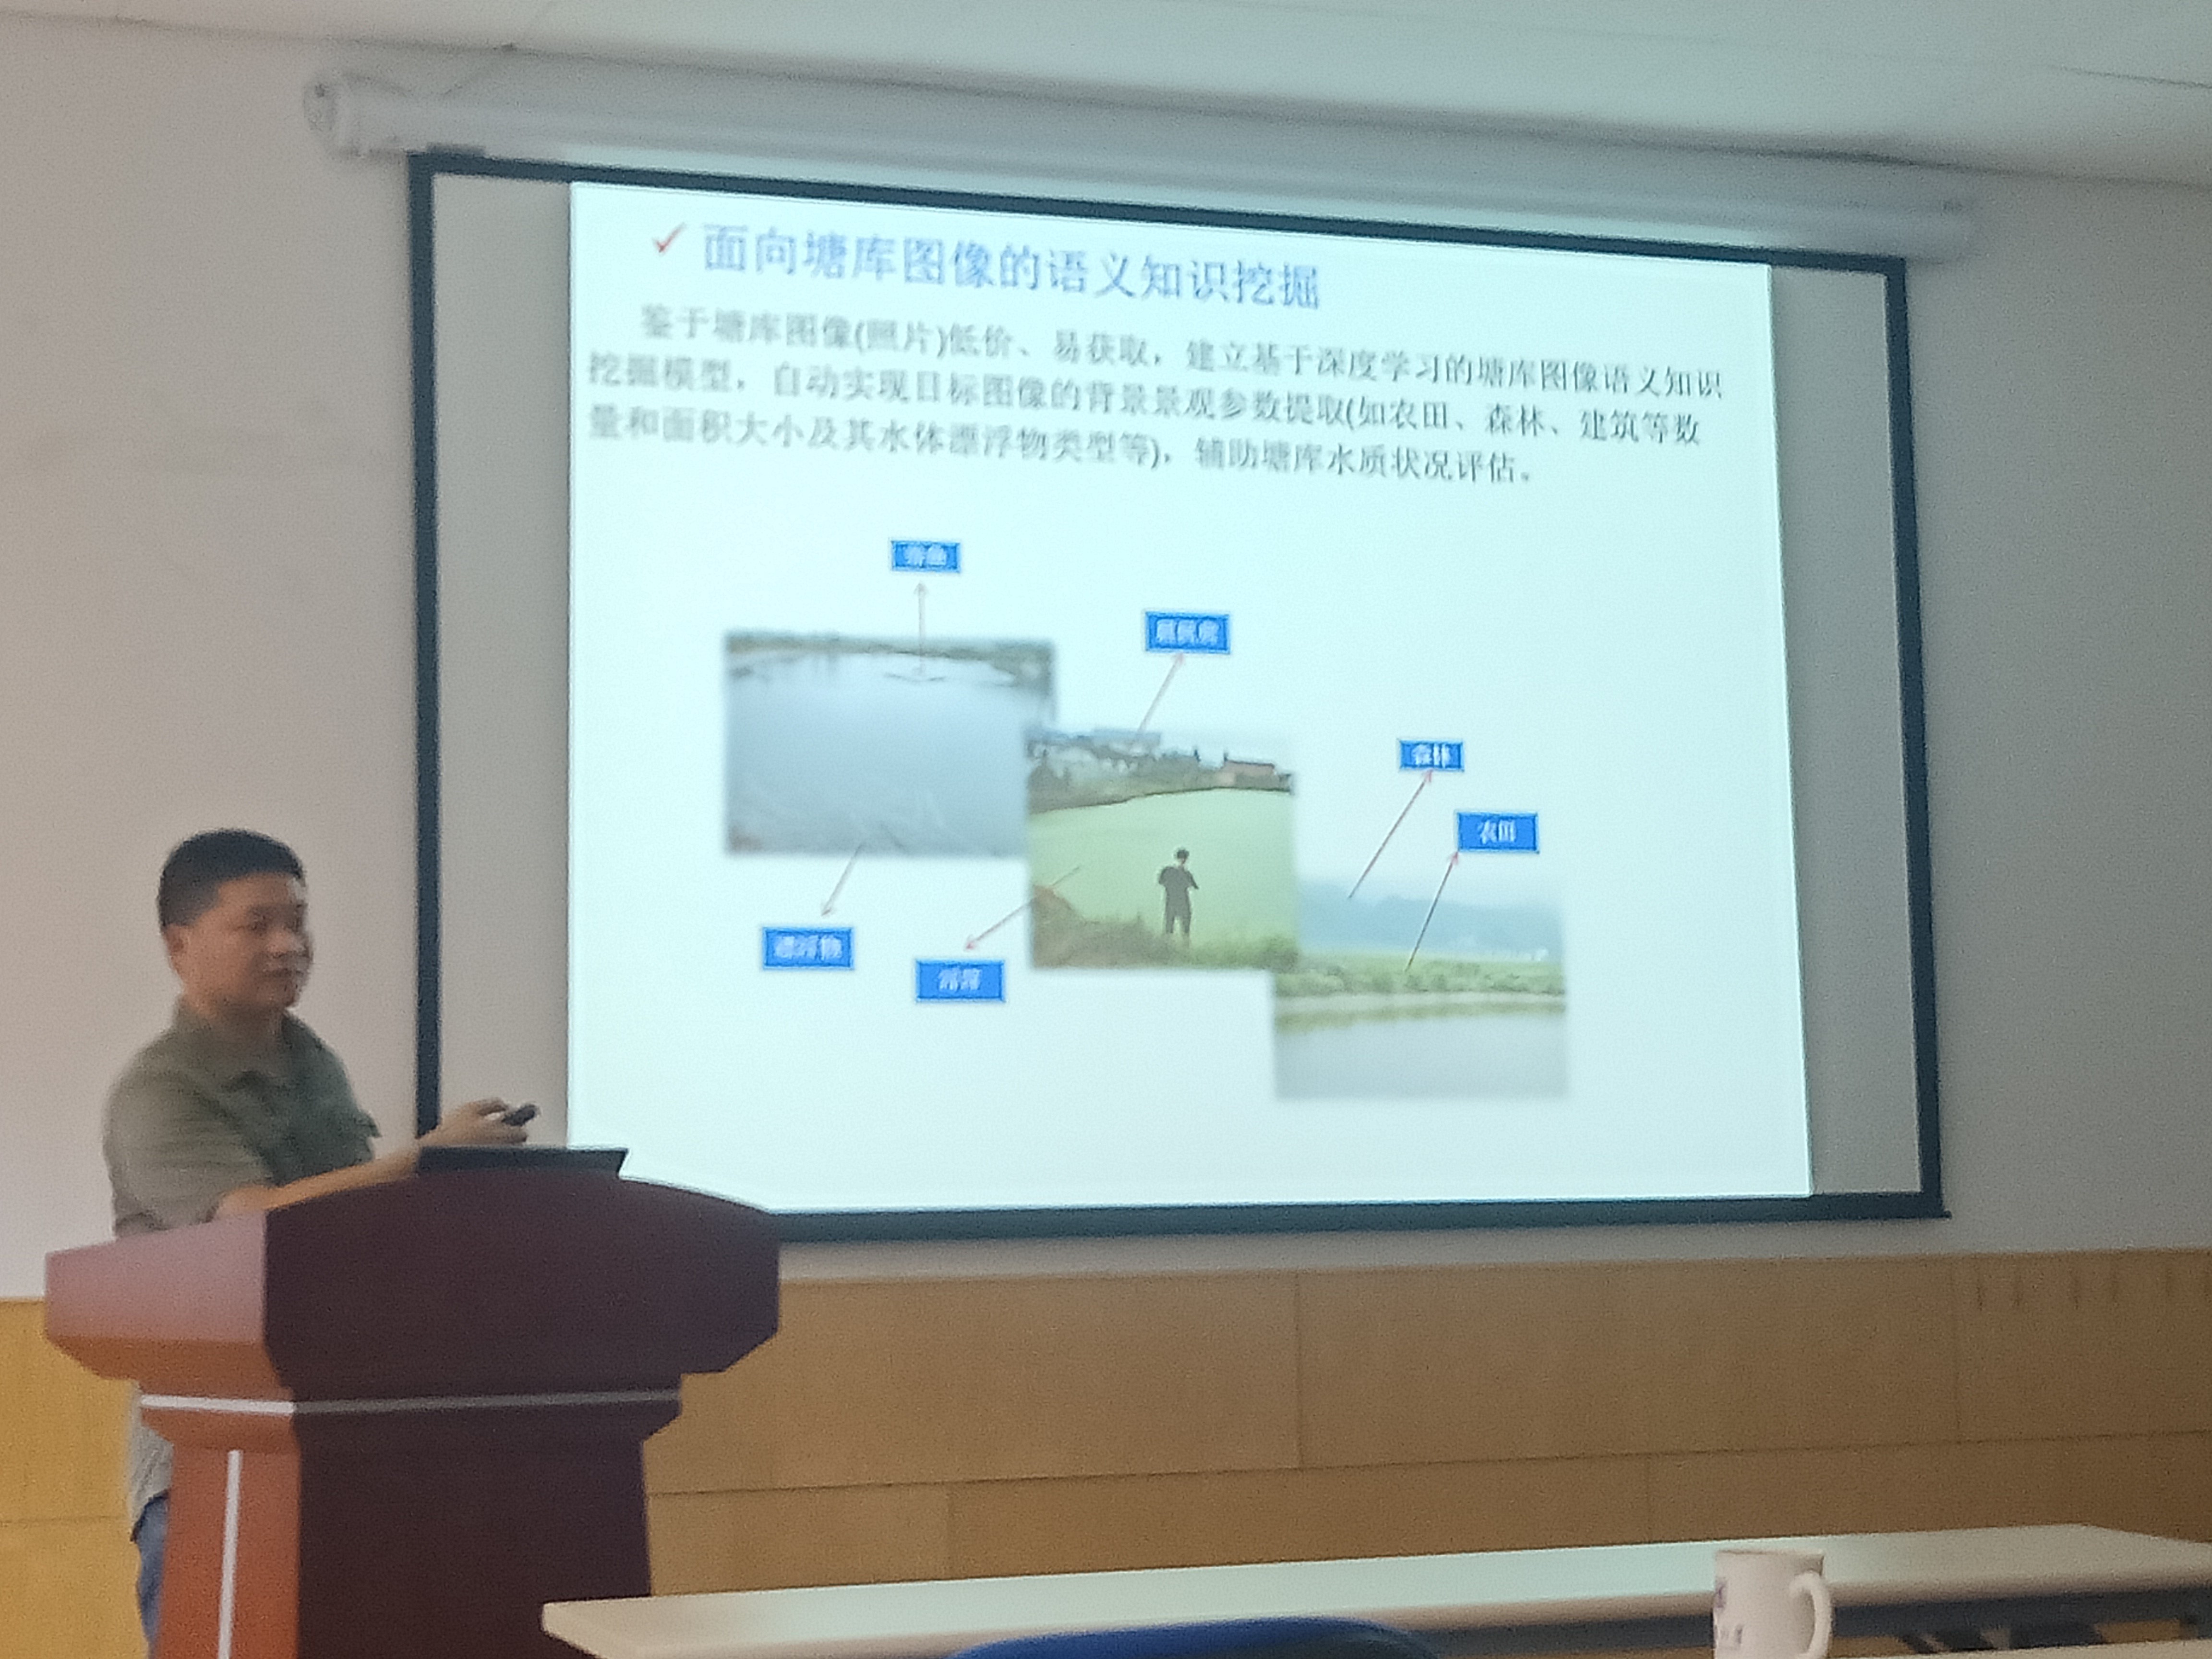 ✓ 面向塘库图像的语义知识挖掘
鉴于塘库图像(照片)低价、易获取，建立基于深度学习的塘库图像语义知识
挖掘模型，自动实现目标图像的背景景观参数提取(如农田、森林、建筑等数
量和面积大小及其水体漂浮物类型等)，辅助塘库水质状况评估。
森林
农田
漂浮物